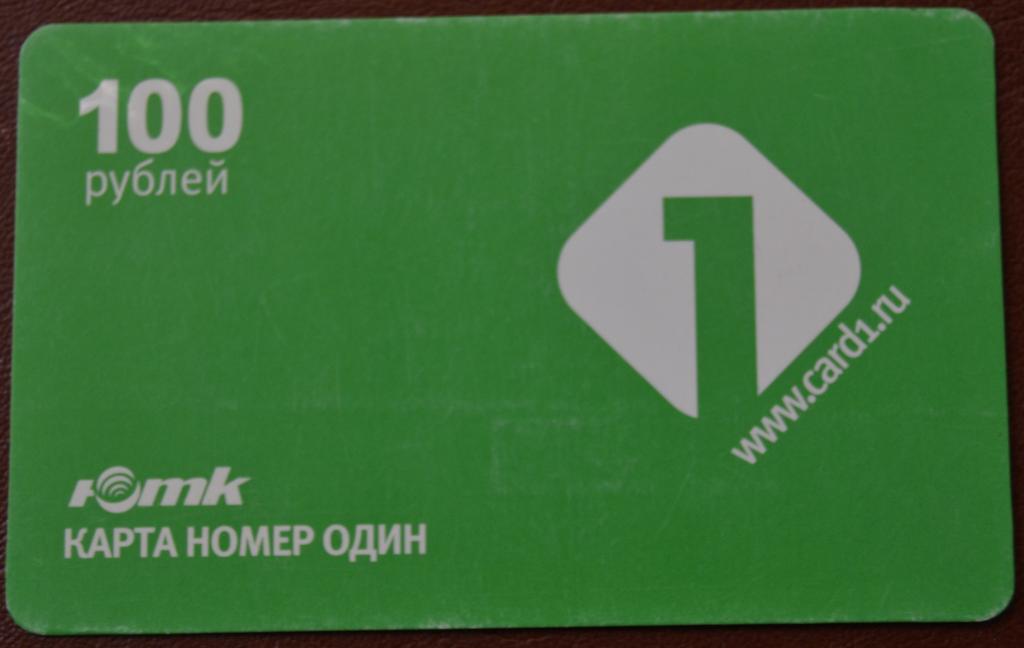 100
рублей
1
www.card1.ru
Ютк
КАРТА НОМЕР ОДИН